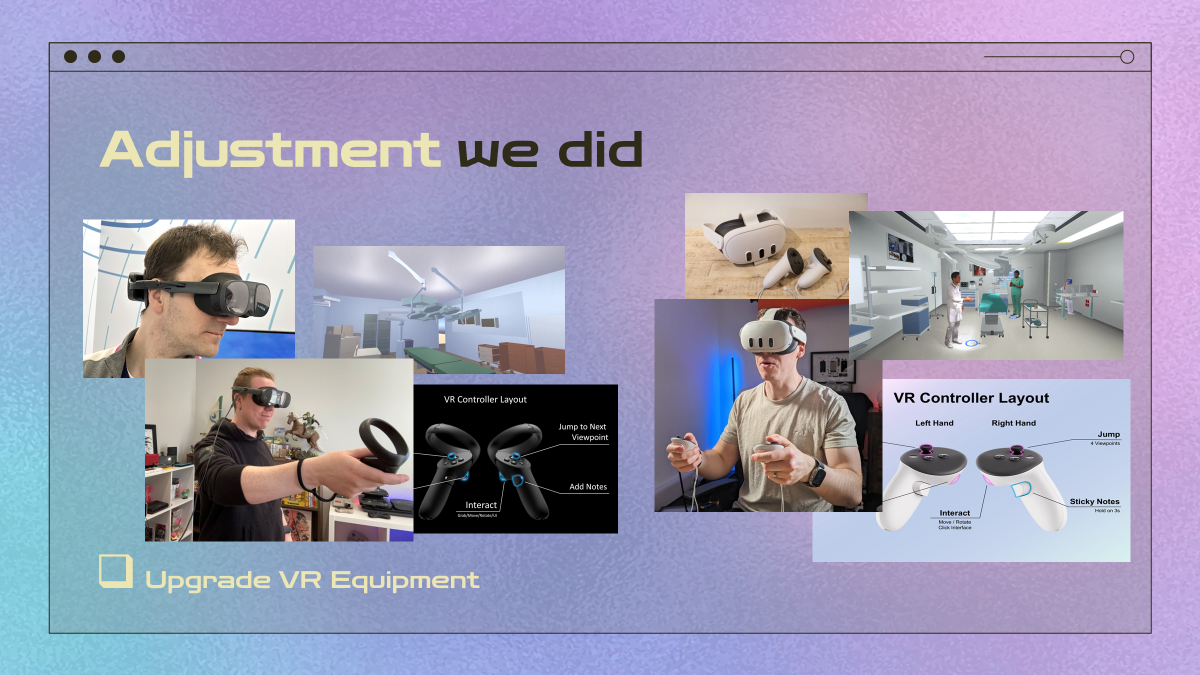 Adjustment we did
VR Controller Layout
Jump to Next
Viewpoint
Add Notes
Interact
Grab/Move/Rotate/UI
VR Controller Layout
Left Hand
Right Hand
Jump
4 Viewpoints
Sticky Notes
Hold on 3s
Interact
Move / Rotate
Click Interface
Upgrade VR Equipment